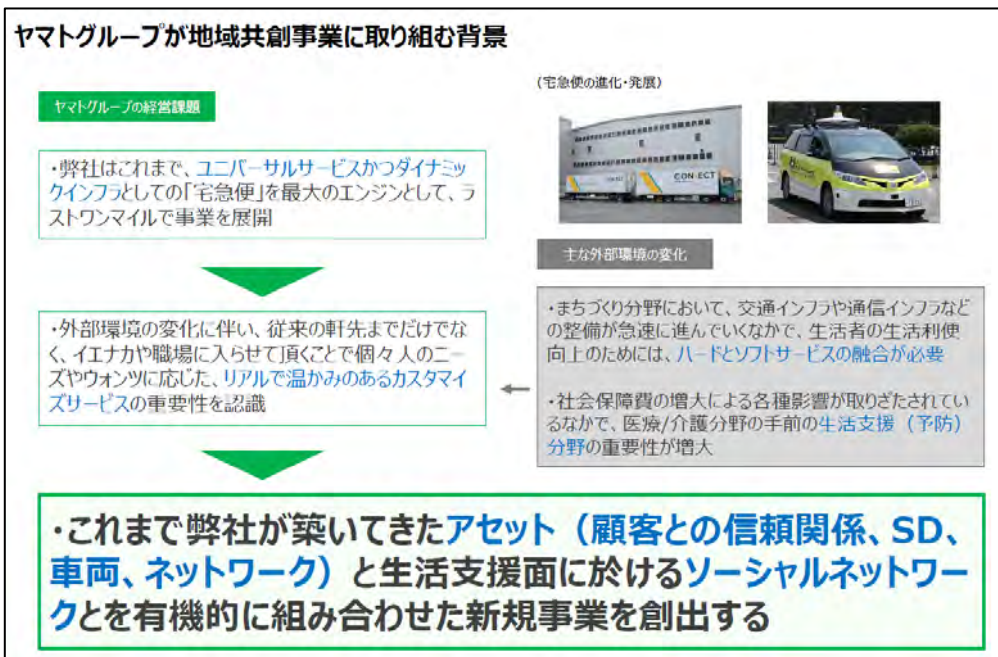 ヤマトグループが地域共創事業に取り組む背景
ヤマトグループの経営課題
・弊社はこれまで、ユニバーサルサービスかつダイナミッ
クインフラとしての「宅急便」を最大のエンジンとして、ラ
ストワンマイルで事業を展開
・外部環境の変化に伴い、従来の軒先までだけでな
く、イエナカや職場に入らせて頂くことで個々人のニー
ズやウォンツに応じた、リアルで温かみのあるカスタマイ
ズサービスの重要性を認識
(宅急便の進化・発展)
CONECT
CONECT
主な外部環境の変化
・まちづくり分野において、交通インフラや通信インフラなど
の整備が急速に進んでいくなかで、生活者の生活利便
向上のためには、ハードとソフトサービスの融合が必要
・社会保障費の増大による各種影響が取りざたされてい
るなかで、医療/介護分野の手前の生活支援（予防）
分野の重要性が増大
・これまで弊社が築いてきたアセット（顧客との信頼関係、SD、
車両、ネットワーク）と生活支援面に於けるソーシャルネットワー
クとを有機的に組み合わせた新規事業を創出する